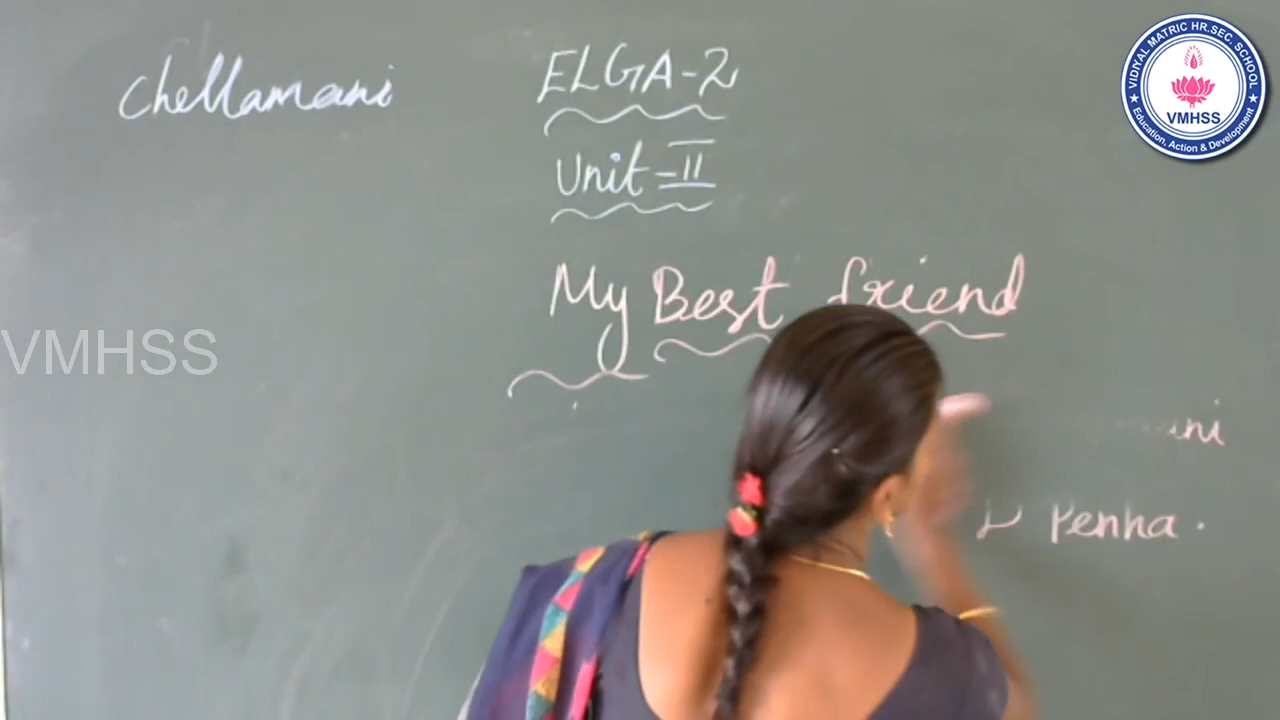 Chellamani
ELGA-2
Unit-II
My Best friend
Penha.
VMHSS
VIDIYAL MATRIC HR.SEC. SCHOOL
VMHSS
Education, Action & Development